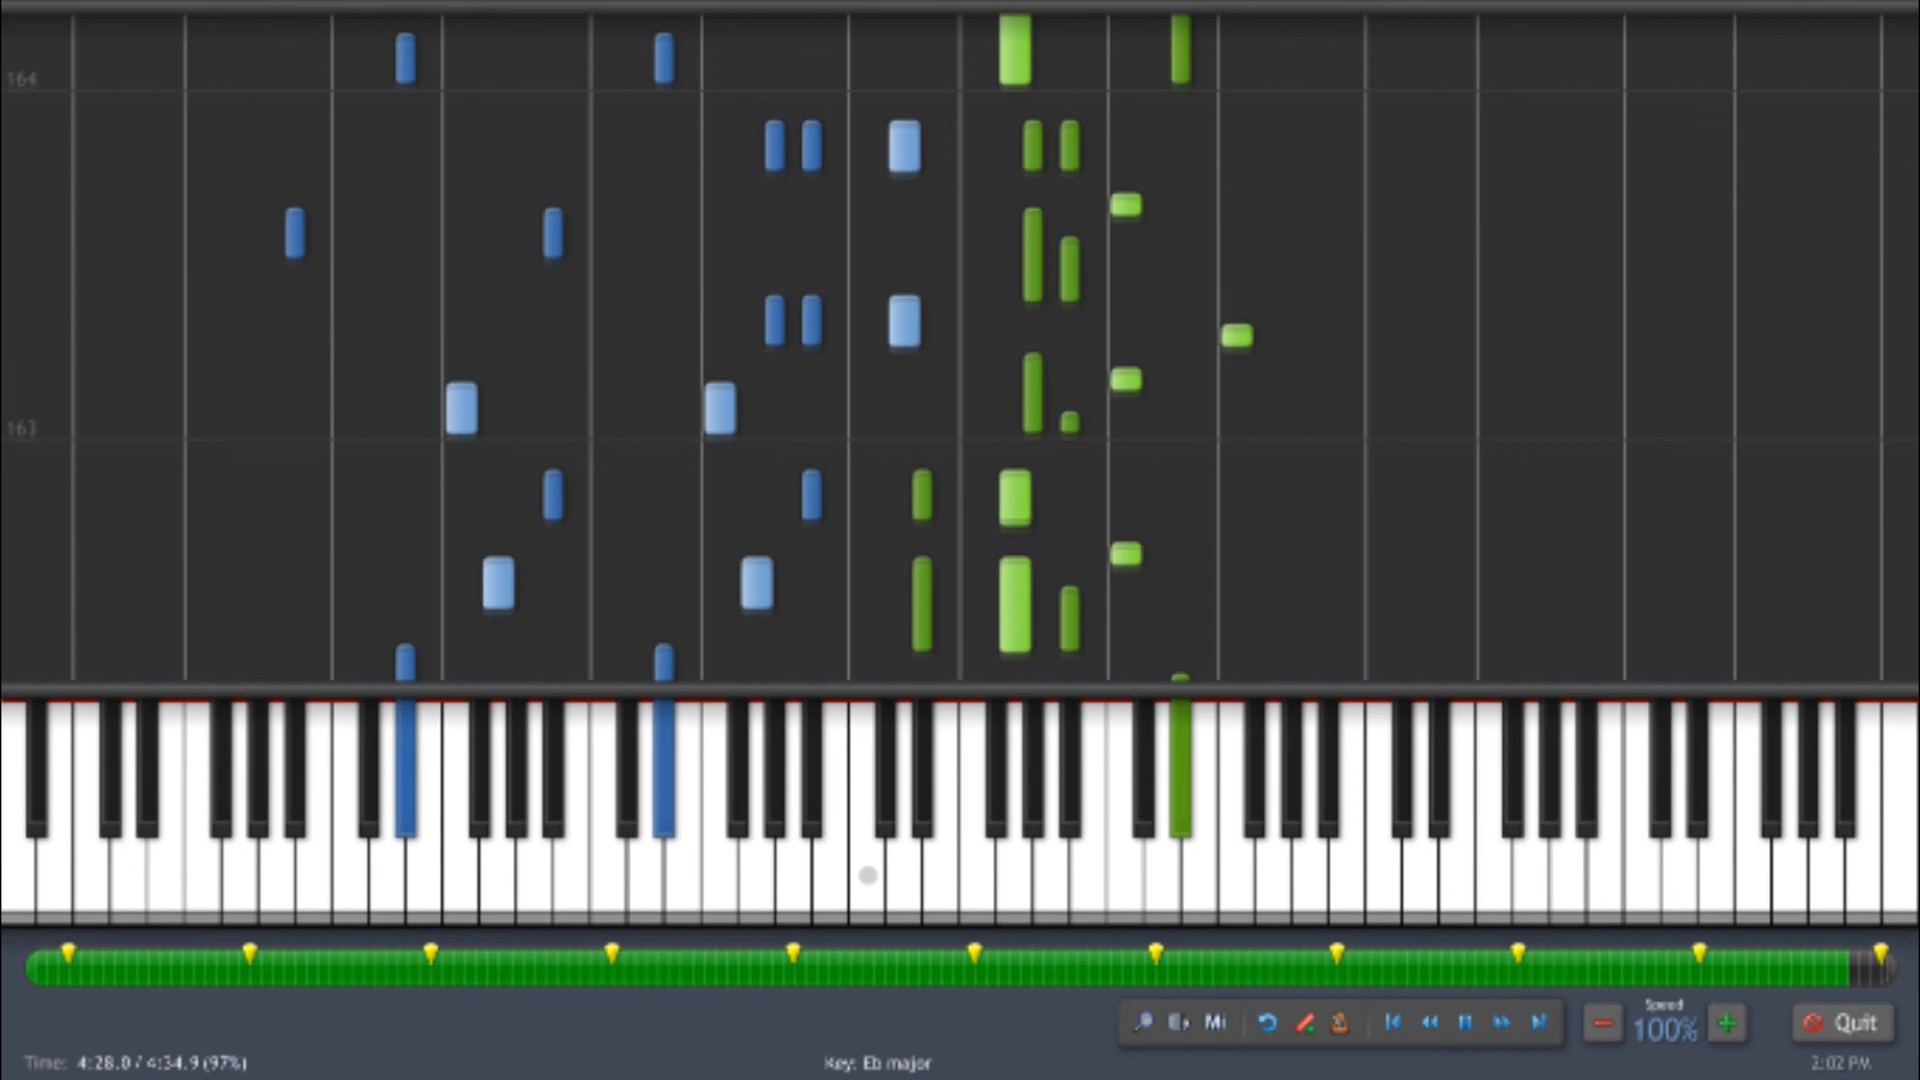 164
163
Mi
Speed
100%
Quit
Time: 4:28.0 / 4:34.9 (97%)
Key: Eb major
2:02 PM